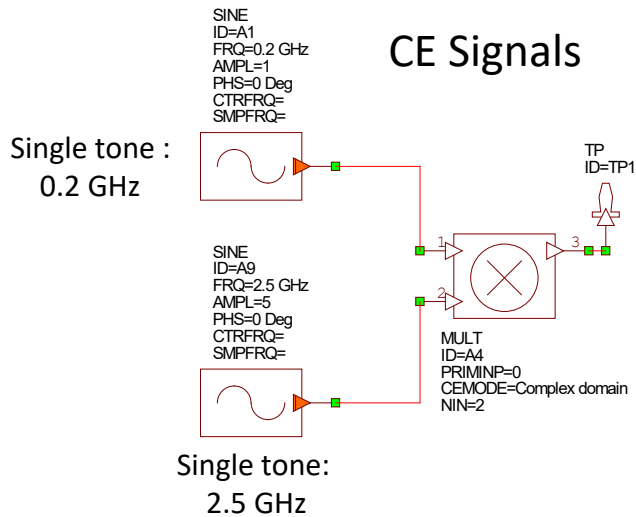 SINE
ID=A1
FRQ=0.2 GHz
AMPL=1
PHS=0 Deg
CTRFRQ=
SMPFRQ=
CE Signals
Single tone :
0.2 GHz
TP
ID=TP1
1
2
3
SINE
ID=A9
FRQ=2.5 GHz
AMPL=5
PHS=0 Deg
CTRFRQ=
SMPFRQ=
MULT
ID=A4
PRIMINP=0
CEMODE=Complex domain
NIN=2
Single tone:
2.5 GHz